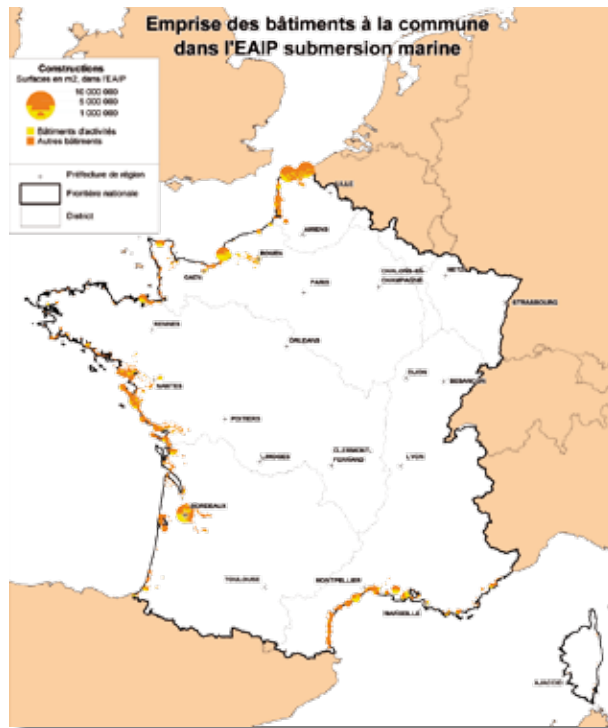 Emprise des bâtiments à la commune
dans l'EAIP submersion marine
Constructions
Surfaces en m2, dans l'EAIP
10 000 000
5 000 000
1 000 000
Bâtiments d'activités
Autres bâtiments
Préfecture de région
Frontière nationale
District
LILLE
AMIENS
ROUEN
CAEN
CHALONS-EN-
CHAMPAGNE
METZ
PARIS
STRASBOURG
RENNES
ORLEANS
DIJON
BESANCON
NANTES
POITIERS
LIMOGES
CLERMONT-
FERRAND
LYON
BORDEAUX
TOULOUSE
MONTPELLIER
MARSEILLE
AJACCIO